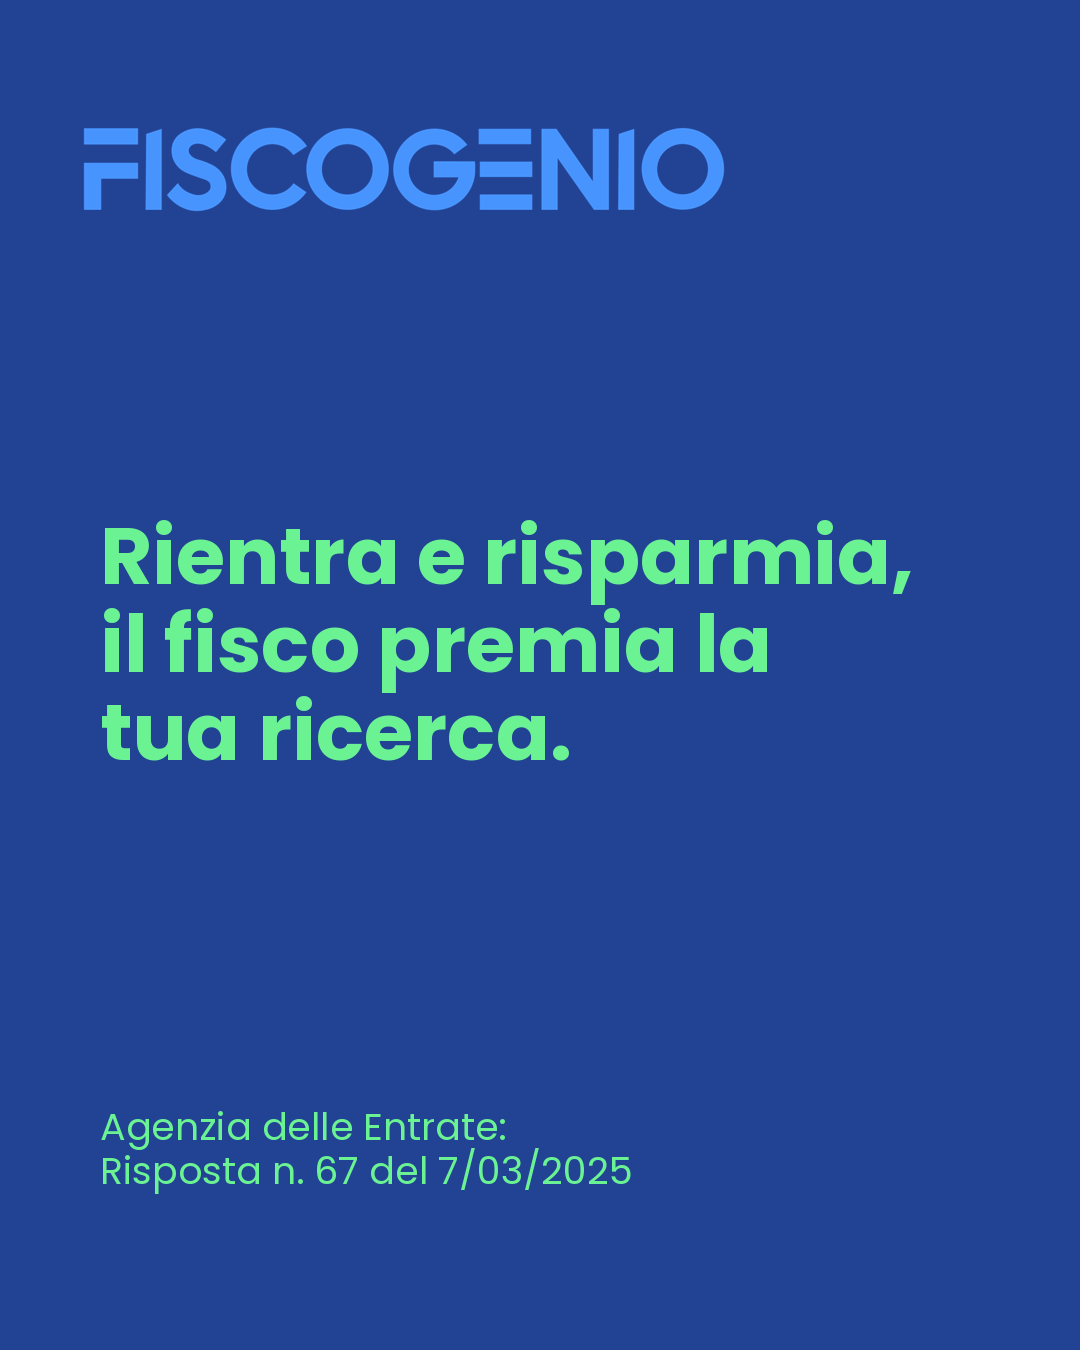 FISCOGENIO
Rientra e risparmia,
il fisco premia la
tua ricerca.
Agenzia delle Entrate:
Risposta n. 67 del 7/03/2025